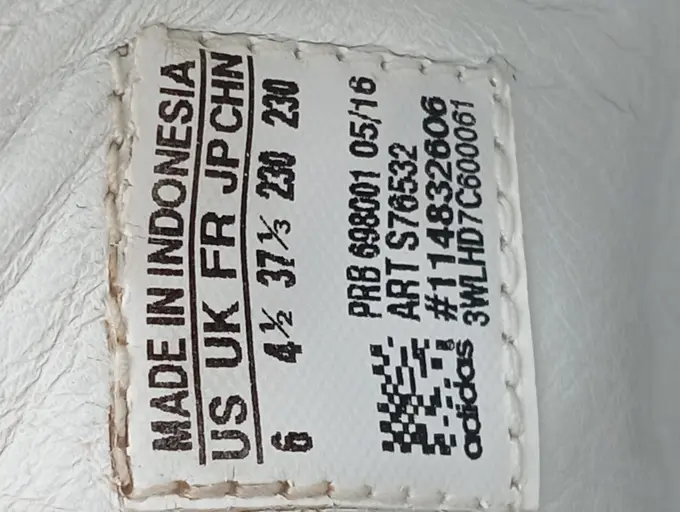 MADE IN INDONESIA
US UK FR JP CHN
6 4½ 37⅓ 230 230
PRB 698001 05/16
ART S76532
#114832606
adidas 3WLHD7C600061